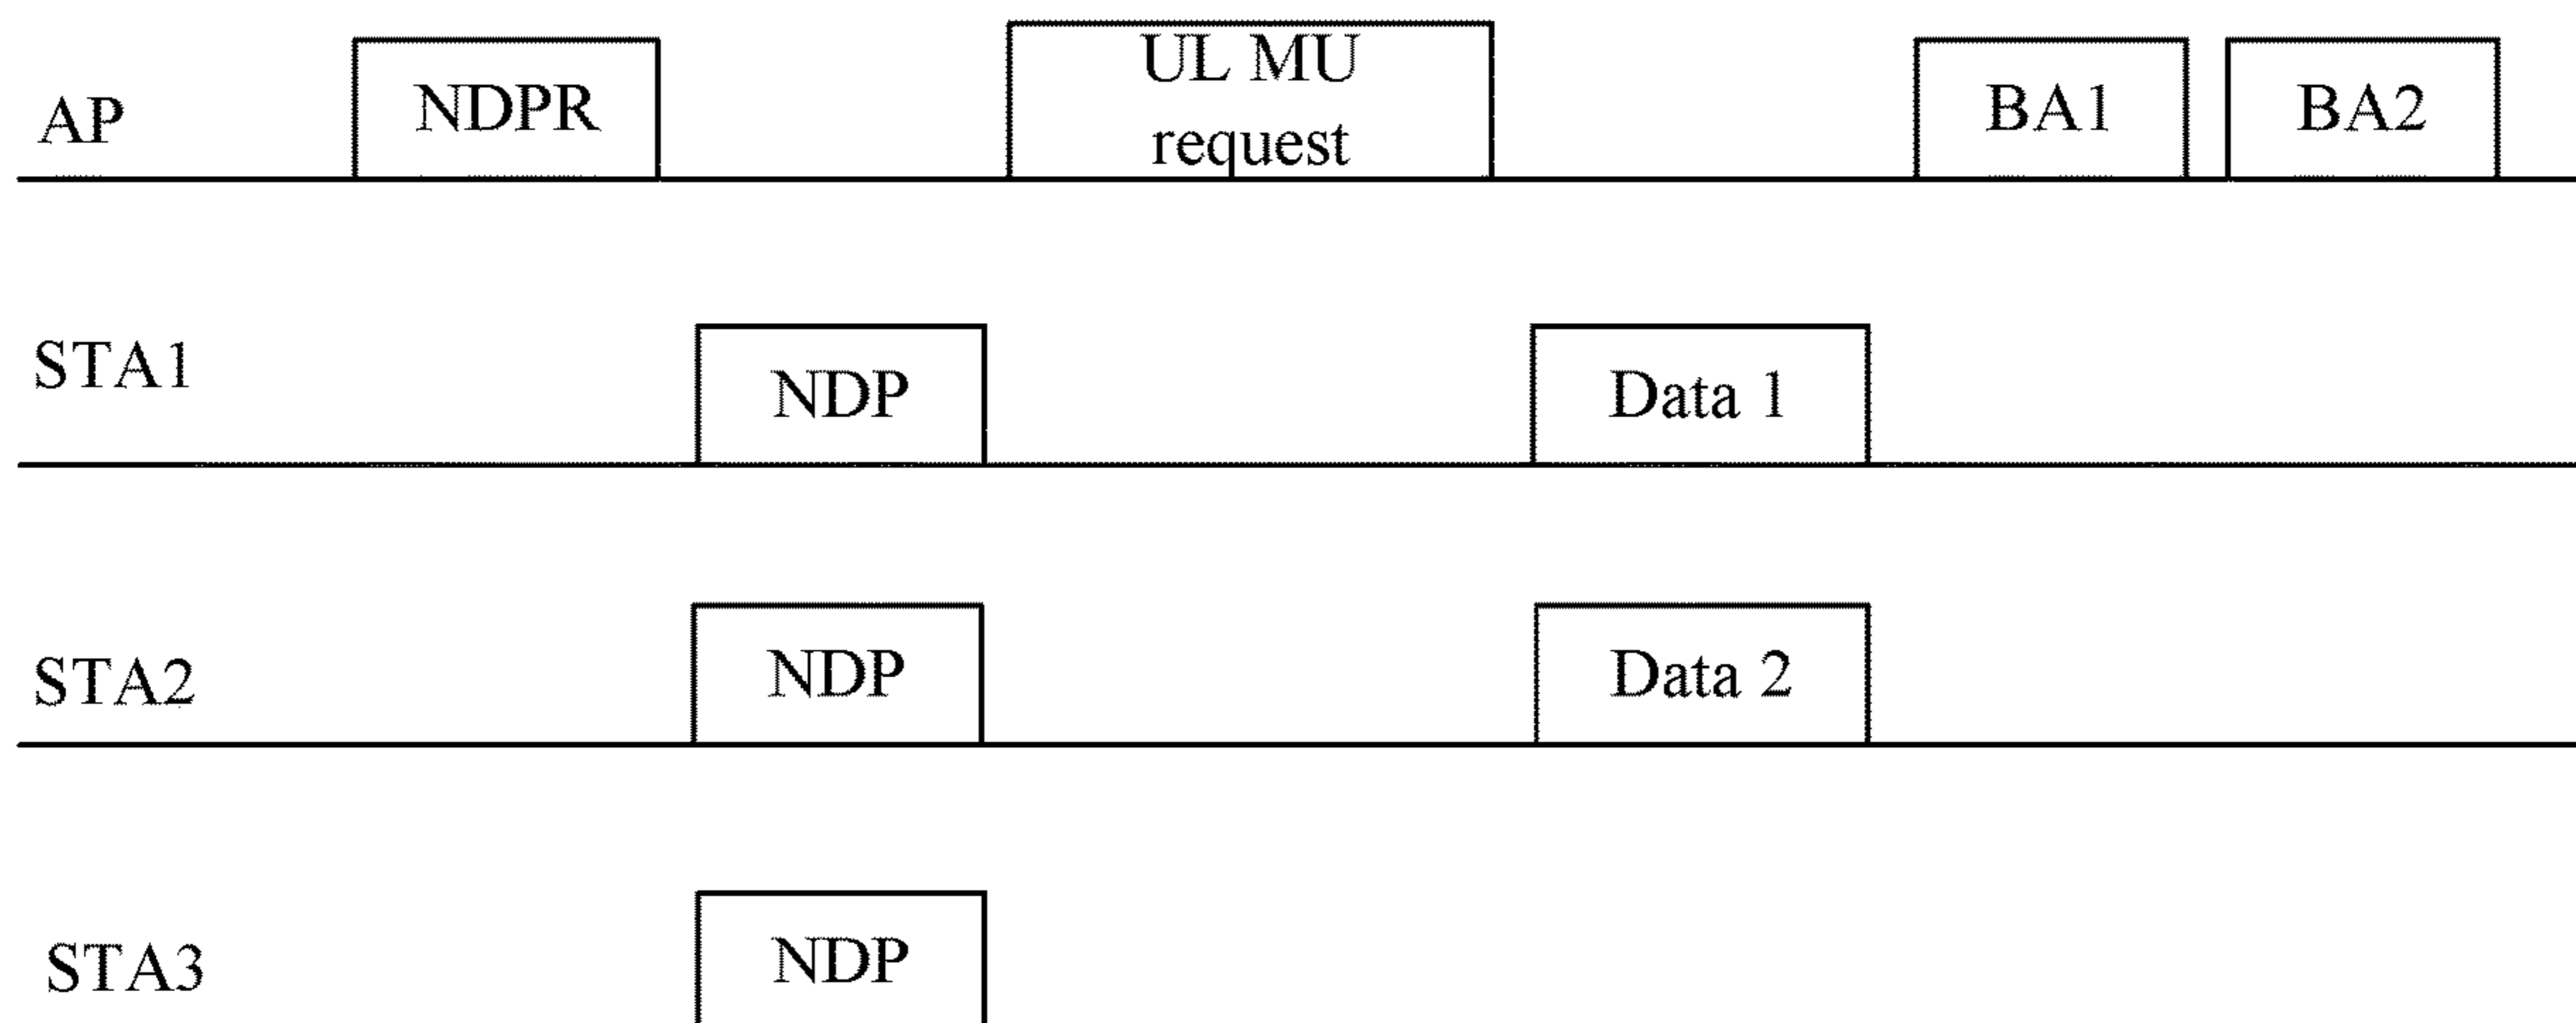 AP
NDPR
UL MU
request
BA1
BA2
STA1
NDP
Data 1
STA2
NDP
Data 2
STA3
NDP